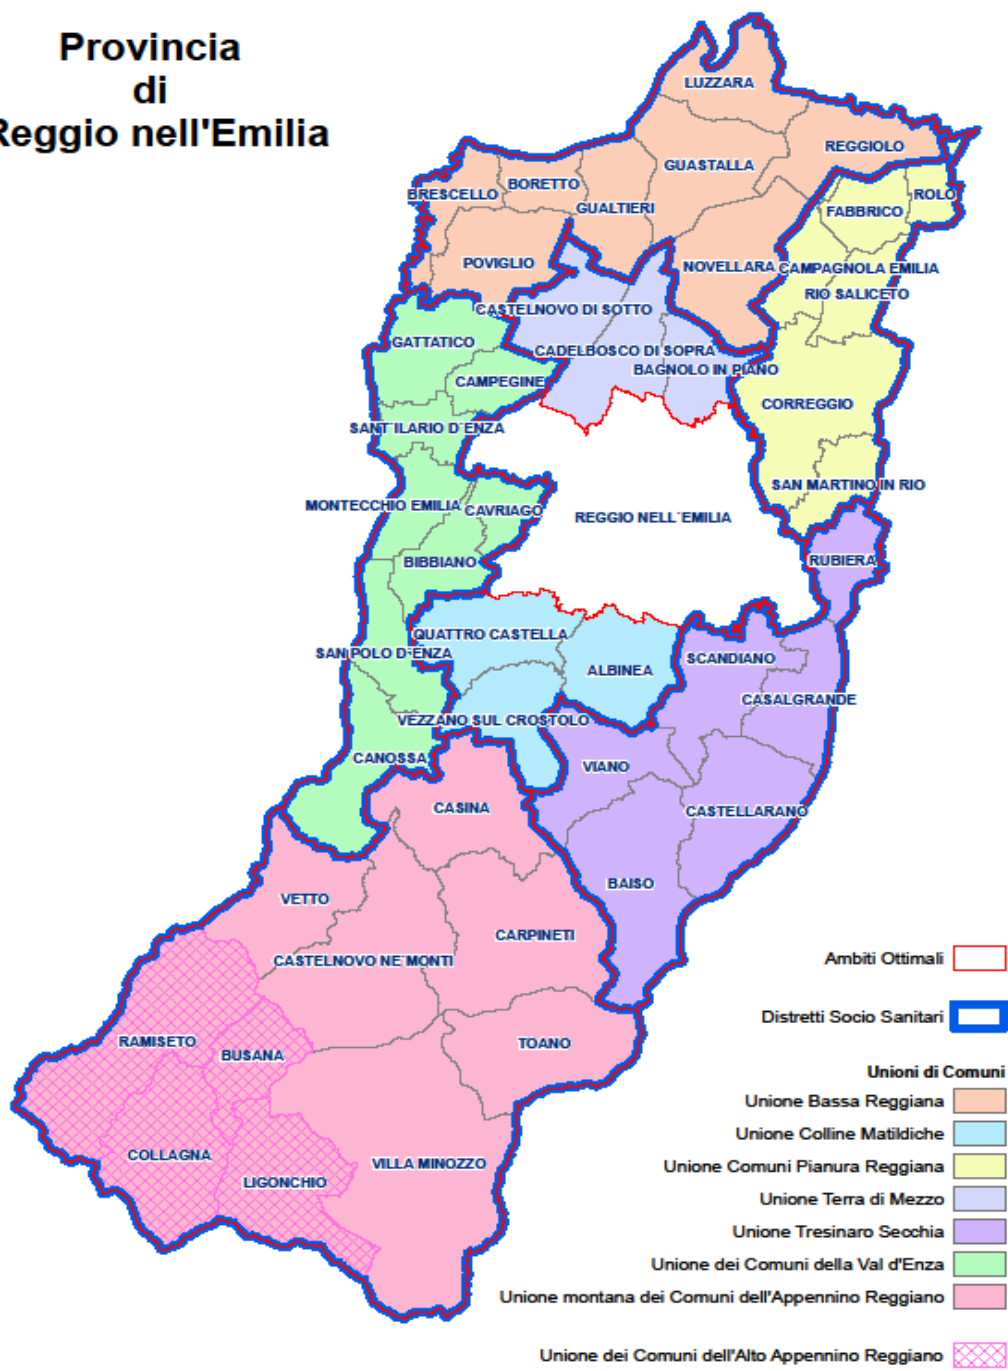 Provincia
di
Reggio nell'Emilia
LUZZARA
REGGIOLO
GUASTALLA
BORETTO
BRESCELLO
ROLO
GUALTIERI
FABBRICO
POVIGLIO
NOVELLARA
CAMPAGNOLA EMILIA
RIO SALICETO
CASTELNOVO DI SOTTO
GATTATICO
CADELBOSCO DI SOPRA
BAGNOLO IN PIANO
CAMPEGINE
CORREGGIO
SANT'ILARIO D'ENZA
SAN MARTINO IN RIO
MONTECCHIO EMILIA
CAVRIAGO
REGGIO NELL'EMILIA
BIBBIANO
RUBIERA
QUATTRO CASTELLA
SAN POLO D'ENZA
SCANDIANO
ALBINEA
CASALGRANDE
VEZZANO SUL CROSTOLO
CANOSSA
VIANO
CASINA
CASTELLARANO
BAISO
VETTO
CARPINETI
CASTELNOVO NE'MONTI
RAMISETO
BUSANA
TOANO
COLLAGNA
LIGONCHIO
VILLA MINOZZO
Ambiti Ottimali
Distretti Socio Sanitari
Unioni di Comuni
Unione Bassa Reggiana
Unione Colline Matildiche
Unione Comuni Pianura Reggiana
Unione Terra di Mezzo
Unione Tresinaro Secchia
Unione dei Comuni della Val d'Enza
Unione montana dei Comuni dell'Appennino Reggiano
Unione dei Comuni dell'Alto Appennino Reggiano